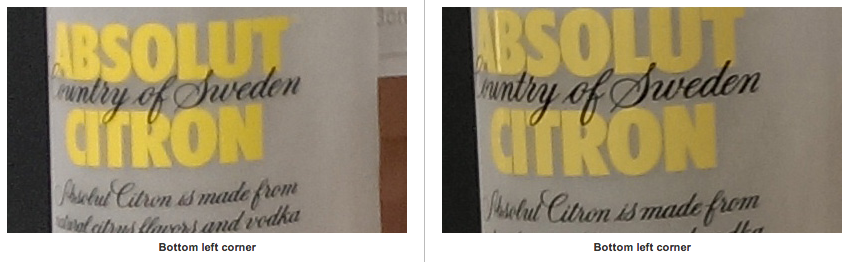 ABSOLUT
Country of Sweden
CITRON
Absolut Citron is made from
natural citrus flavors and vodka
Bottom left corner
ABSOLUT
Country of Sweden
CITRON
Absolut Citron is made from
Bottom left corner